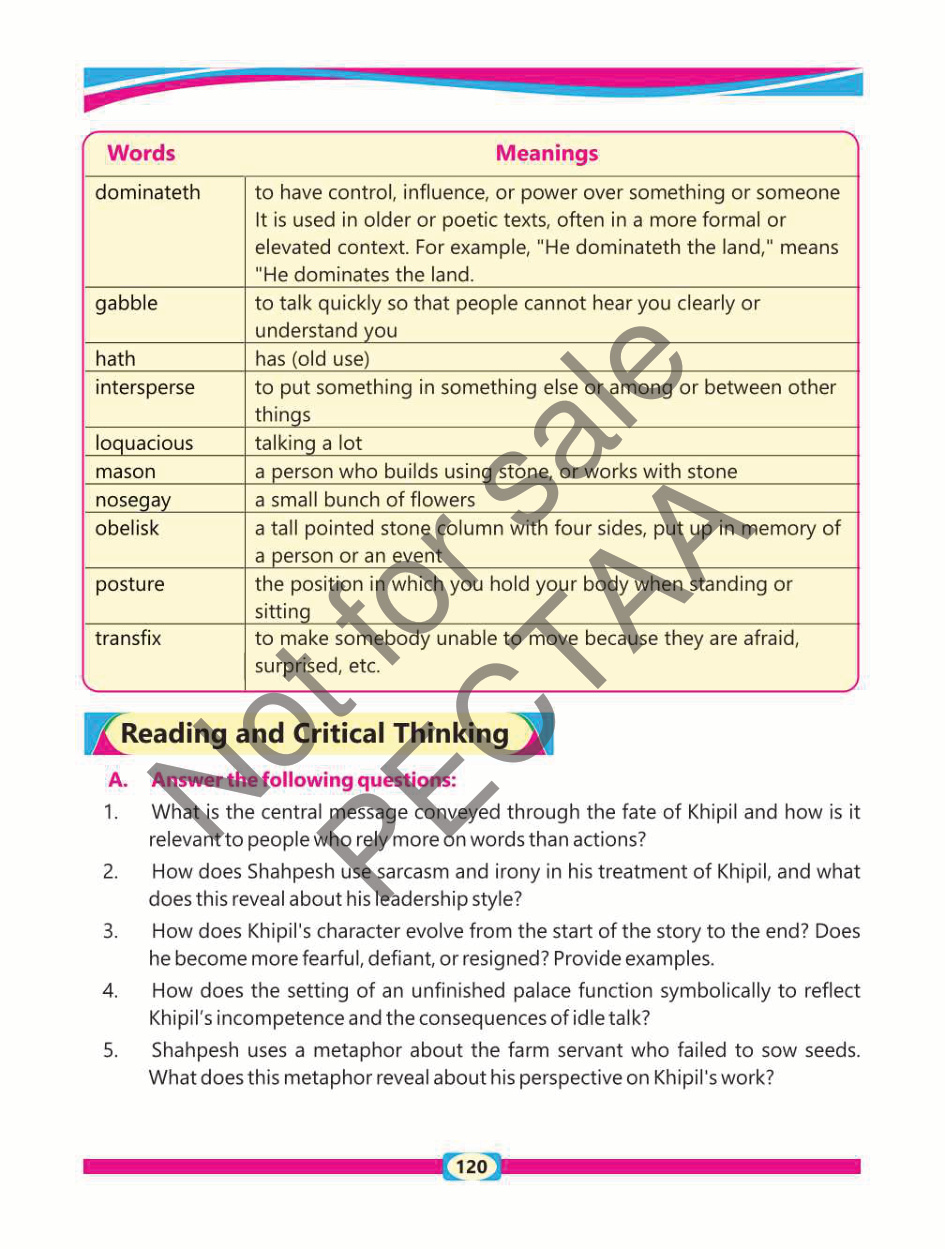 Words Meanings
dominateth to have control, influence, or power over something or someone
It is used in older or poetic texts, often in a more formal or
elevated context. For example, "He dominateth the land," means
"He dominates the land.
gabble to talk quickly so that people cannot hear you clearly or
understand you
hath has (old use)
intersperse to put something in something else or among or between other
things
loquacious talking a lot
mason a person who builds using stone, or works with stone
nosegay a small bunch of flowers
obelisk a tall pointed stone column with four sides, put up in memory of
a person or an event
posture the position in which you hold your body when standing or
sitting
transfix to make somebody unable to move because they are afraid,
surprised, etc.
Not for sale
PECTAA
Reading and Critical Thinking
A. Answer the following questions:
1. What is the central message conveyed through the fate of Khipil and how is it
relevant to people who rely more on words than actions?
2. How does Shahpesh use sarcasm and irony in his treatment of Khipil, and what
does this reveal about his leadership style?
3. How does Khipil's character evolve from the start of the story to the end? Does
he become more fearful, defiant, or resigned? Provide examples.
4. How does the setting of an unfinished palace function symbolically to reflect
Khipil’s incompetence and the consequences of idle talk?
5. Shahpesh uses a metaphor about the farm servant who failed to sow seeds.
What does this metaphor reveal about his perspective on Khipil's work?
120